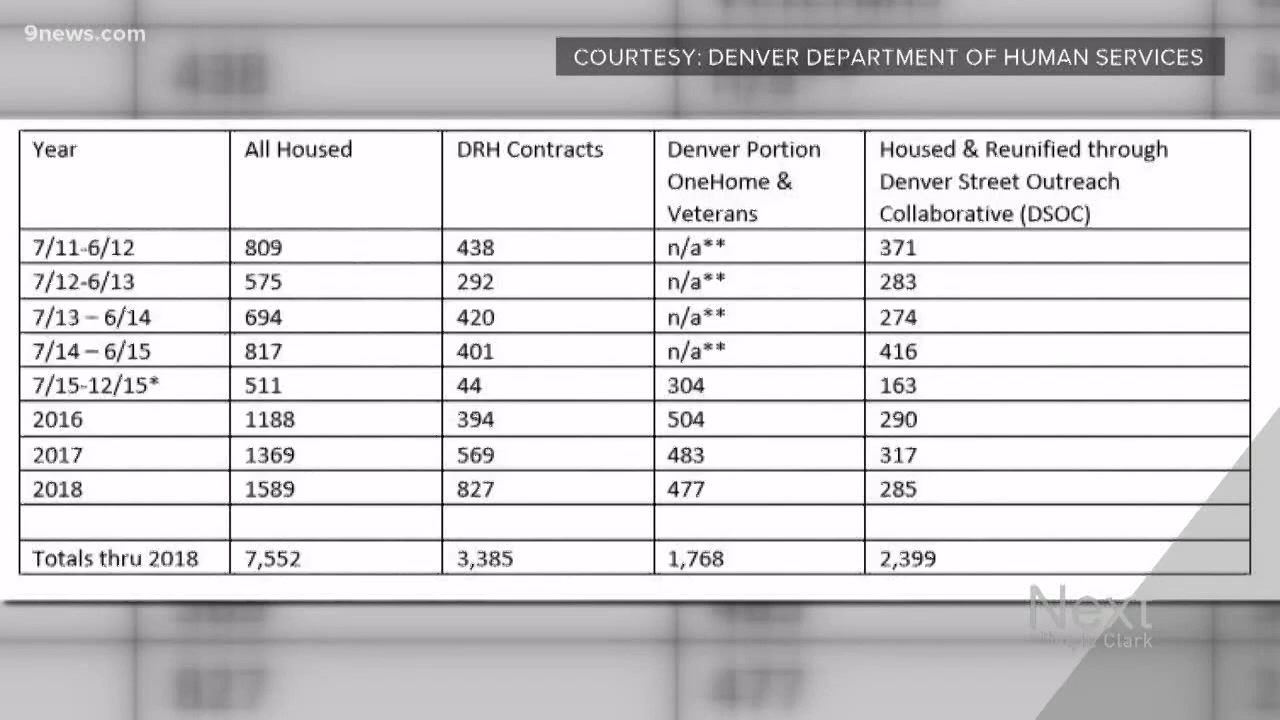 9news.com
COURTESY: DENVER DEPARTMENT OF HUMAN SERVICES
Year All Housed DRH Contracts Denver Portion OneHome & Veterans Housed & Reunified through Denver Street Outreach Collaborative (DSOC)
7/11-6/12 809 438 n/a** 371
7/12-6/13 575 292 n/a** 283
7/13 – 6/14 694 420 n/a** 274
7/14 – 6/15 817 401 n/a** 416
7/15-12/15* 511 44 304 163
2016 1188 394 504 290
2017 1369 569 483 317
2018 1589 827 477 285
Totals thru 2018 7,552 3,385 1,768 2,399
Next
Clark
827 477